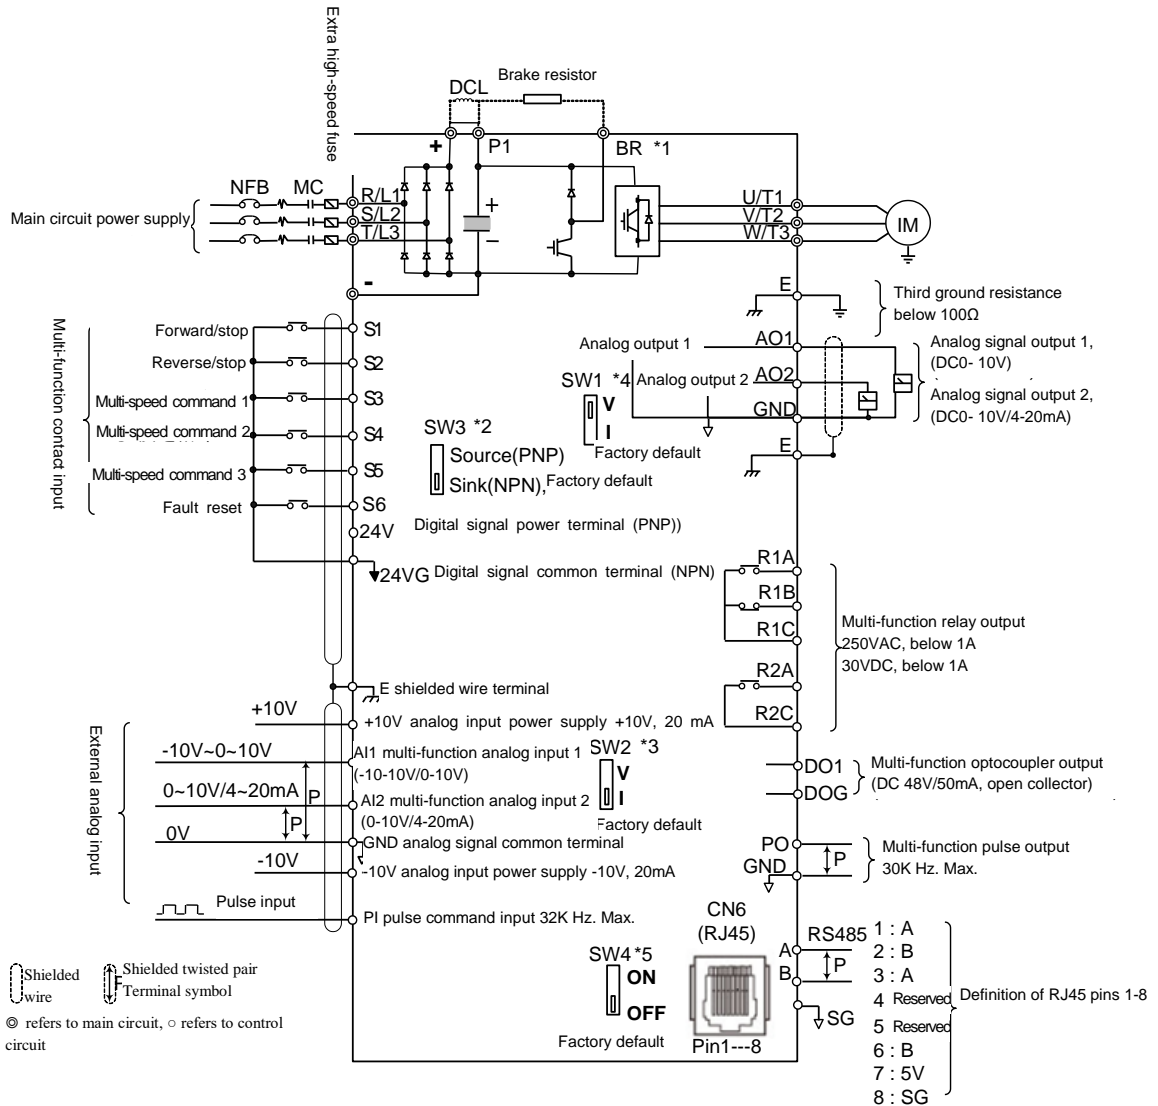 Extra high-speed fuse
DCL
Brake resistor
+
P1
BR *1
NFB MC
R/L1
S/L2
T/L3
Main circuit power supply
+
−
-
U/T1
V/T2
W/T3
IM
E
Third ground resistance
below 100Ω
Multi-function contact input
Forward/stop
S1
Reverse/stop
S2
Multi-speed command 1
S3
Multi-speed command 2
S4
Multi-speed command 3
S5
Fault reset
S6
24V
Digital signal power terminal (PNP))
24VG Digital signal common terminal (NPN)
SW3 *2
Source(PNP)
Sink(NPN),Factory default
SW1 *4
V
I
Factory default
Analog output 1
AO1
Analog output 2
AO2
GND
E
Analog signal output 1,
(DC0- 10V)
Analog signal output 2,
(DC0- 10V/4-20mA)
R1A
R1B
R1C
R2A
R2C
Multi-function relay output
250VAC, below 1A
30VDC, below 1A
E shielded wire terminal
External analog input
+10V
+10V analog input power supply +10V, 20 mA
-10V~0~10V
AI1 multi-function analog input 1
(-10-10V/0-10V)
0~10V/4~20mA
P
AI2 multi-function analog input 2
(0-10V/4-20mA)
P
0V
GND analog signal common terminal
-10V
-10V analog input power supply -10V, 20mA
Pulse input
PI pulse command input 32K Hz. Max.
SW2 *3
V
I
Factory default
DO1
DOG
Multi-function optocoupler output
(DC 48V/50mA, open collector)
PO
P
GND
Multi-function pulse output
30K Hz. Max.
CN6
(RJ45)
Pin1---8
SW4*5
ON
OFF
Factory default
A
RS485
B
P
SG
1 : A
2 : B
3 : A
4 Reserved
5 Reserved
6 : B
7 : 5V
8 : SG
Definition of RJ45 pins 1-8
Shielded
wire
Shielded twisted pair
Terminal symbol
◎ refers to main circuit, ○ refers to control
circuit